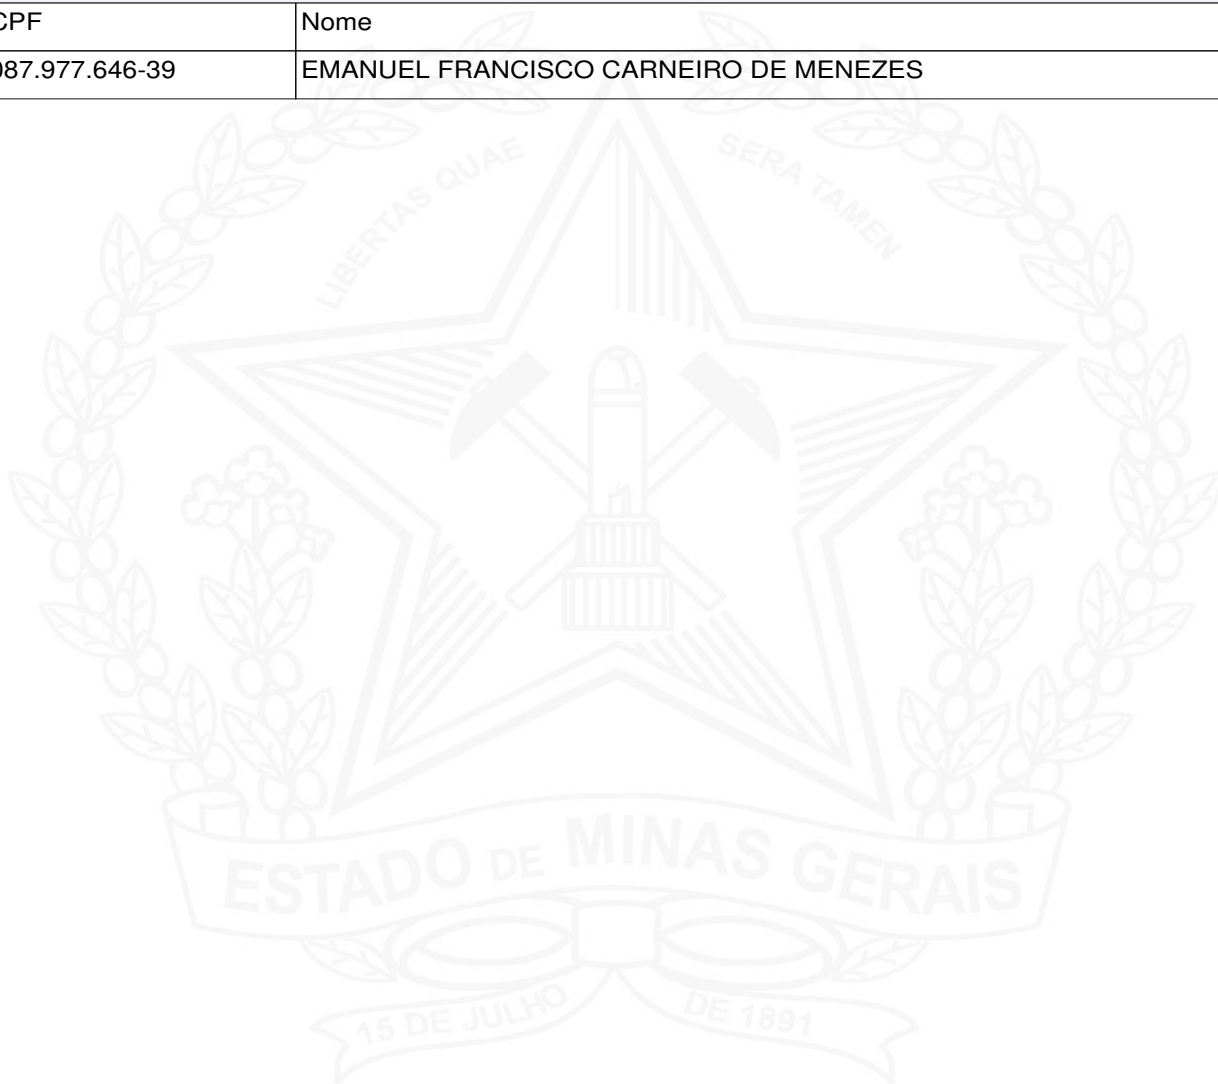 CPF Nome
087.977.646-39 EMANUEL FRANCISCO CARNEIRO DE MENEZES
LIBERTAS QUAE SERA TAMEN
ESTADO DE MINAS GERAIS
15 DE JULHO DE 1891